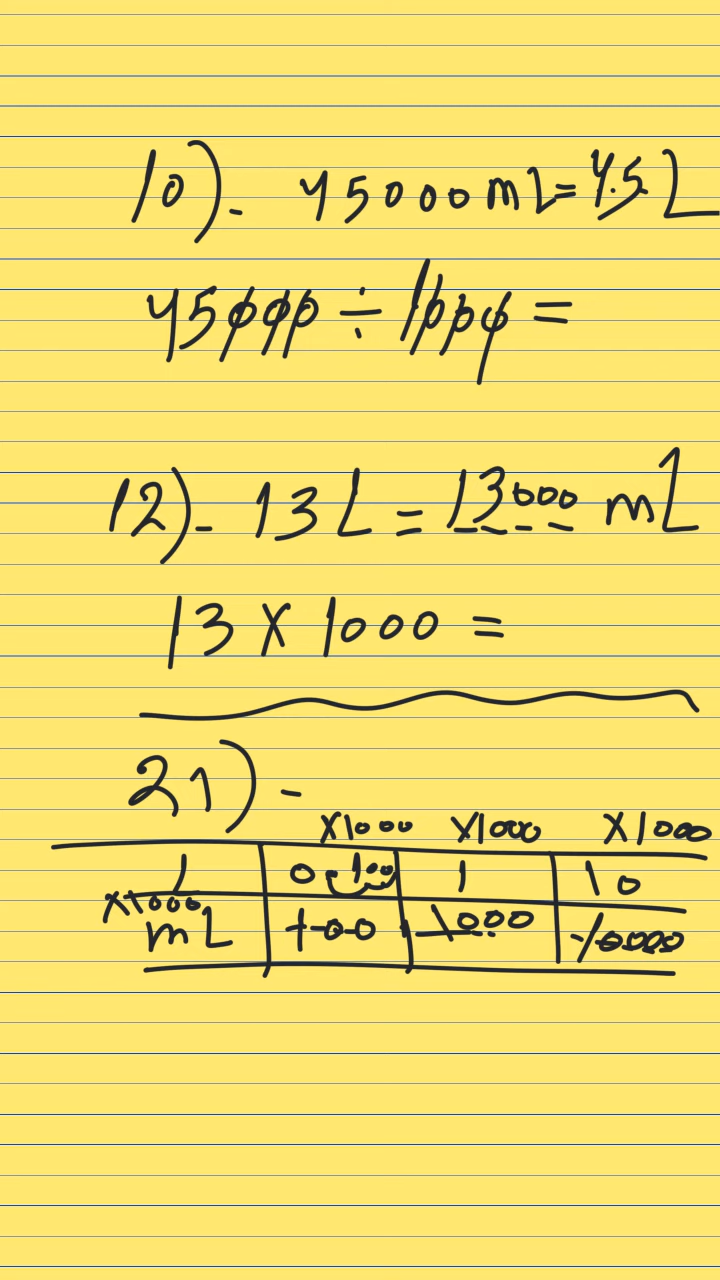 10).- 45000mL=4.5 L
45000 ÷ 1000 =
12).- 13 L = 13000 mL
13 X 1000 =
21).-
X1000 X1000 X1000
l 0.100 1 10
X1000
mL 100 1000 10000